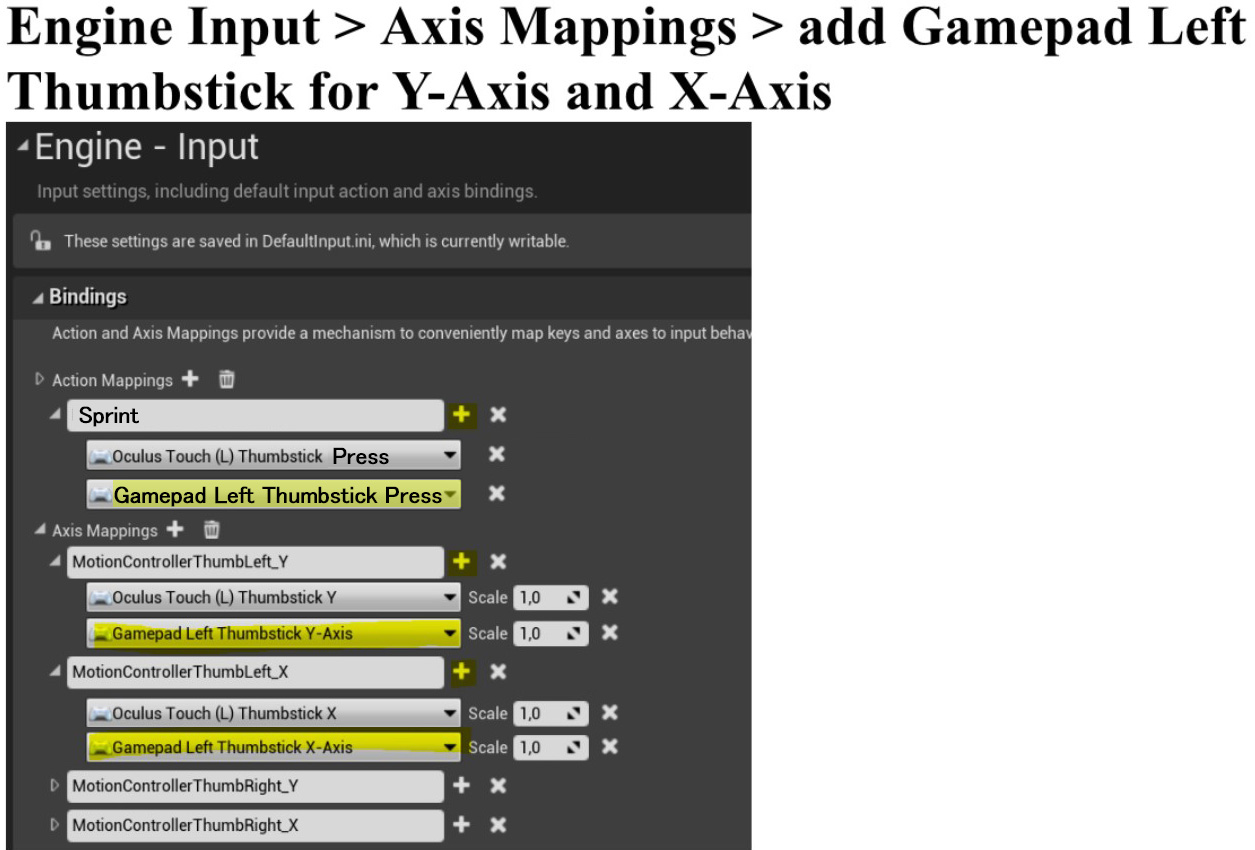 Engine Input > Axis Mappings > add Gamepad Left
Thumbstick for Y-Axis and X-Axis
Engine - Input
Input settings, including default input action and axis bindings.
These settings are saved in DefaultInput.ini, which is currently writable.
Bindings
Action and Axis Mappings provide a mechanism to conveniently map keys and axes to input behav
Action Mappings
Sprint
Oculus Touch (L) Thumbstick Press
Gamepad Left Thumbstick Press
Axis Mappings
MotionControllerThumbLeft_Y
Oculus Touch (L) Thumbstick Y Scale 1,0
Gamepad Left Thumbstick Y-Axis Scale 1,0
MotionControllerThumbLeft_X
Oculus Touch (L) Thumbstick X Scale 1,0
Gamepad Left Thumbstick X-Axis Scale 1,0
MotionControllerThumbRight_Y
MotionControllerThumbRight_X